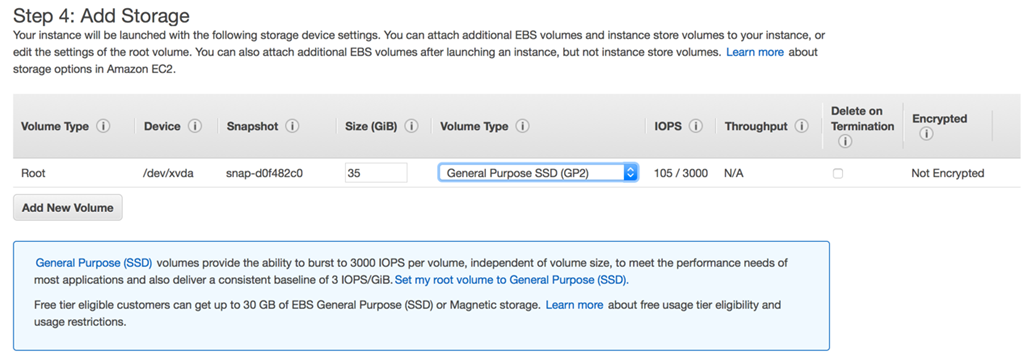 Step 4: Add Storage
Your instance will be launched with the following storage device settings. You can attach additional EBS volumes and instance store volumes to your instance, or
edit the settings of the root volume. You can also attach additional EBS volumes after launching an instance, but not instance store volumes. Learn more about
storage options in Amazon EC2.
Volume Type Device Snapshot Size (GiB) Volume Type IOPS Throughput Delete on Termination Encrypted
Root /dev/xvda snap-d0f482c0 35 General Purpose SSD (GP2) 105 / 3000 N/A Not Encrypted
Add New Volume
General Purpose (SSD) volumes provide the ability to burst to 3000 IOPS per volume, independent of volume size, to meet the performance needs of
most applications and also deliver a consistent baseline of 3 IOPS/GiB. Set my root volume to General Purpose (SSD).
Free tier eligible customers can get up to 30 GB of EBS General Purpose (SSD) or Magnetic storage. Learn more about free usage tier eligibility and
usage restrictions.